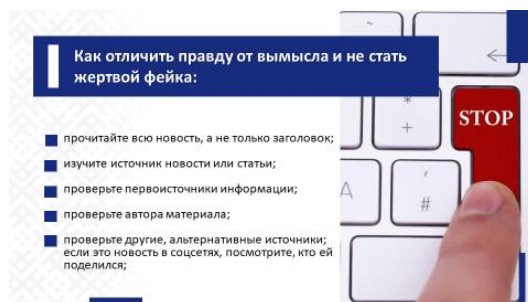 Как отличить правду от вымысла и не стать
жертвой фейка:
прочитайте всю новость, а не только заголовок;
изучите источник новости или статьи;
проверьте первоисточники информации;
проверьте автора материала;
проверьте другие, альтернативные источники;
если это новость в соцсетях, посмотрите, кто ей
поделился;
*
+
STOP
A
#